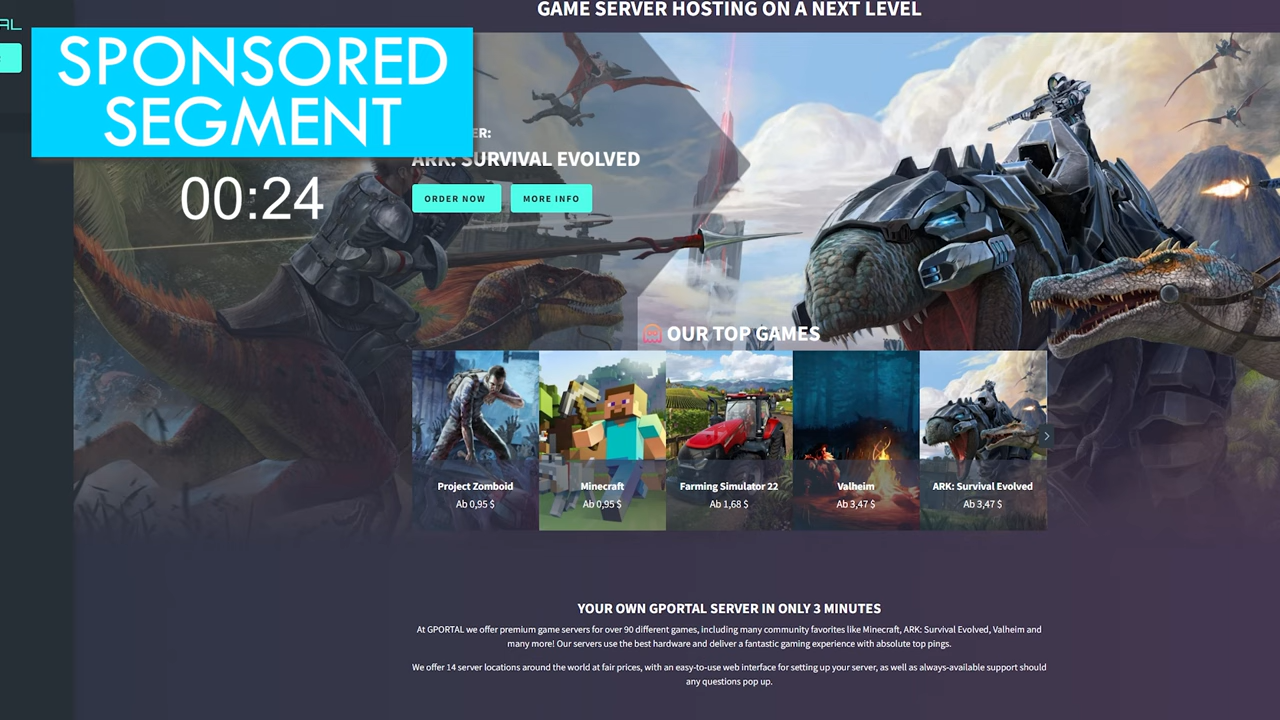 GAME SERVER HOSTING ON A NEXT LEVEL
AL
SPONSORED
SEGMENT
00:24
ER:
ARK: SURVIVAL EVOLVED
ORDER NOW
MORE INFO
OUR TOP GAMES
Project Zomboid
Ab 0,95 $
Minecraft
Ab 0,95 $
Farming Simulator 22
Ab 1,68 $
Valheim
Ab 3,47 $
ARK: Survival Evolved
Ab 3,47 $
YOUR OWN GPORTAL SERVER IN ONLY 3 MINUTES
At GPORTAL we offer premium game servers for over 90 different games, including many community favorites like Minecraft, ARK: Survival Evolved, Valheim and
many more! Our servers use the best hardware and deliver a fantastic gaming experience with absolute top pings.
We offer 14 server locations around the world at fair prices, with an easy-to-use web interface for setting up your server, as well as always-available support should
any questions pop up.